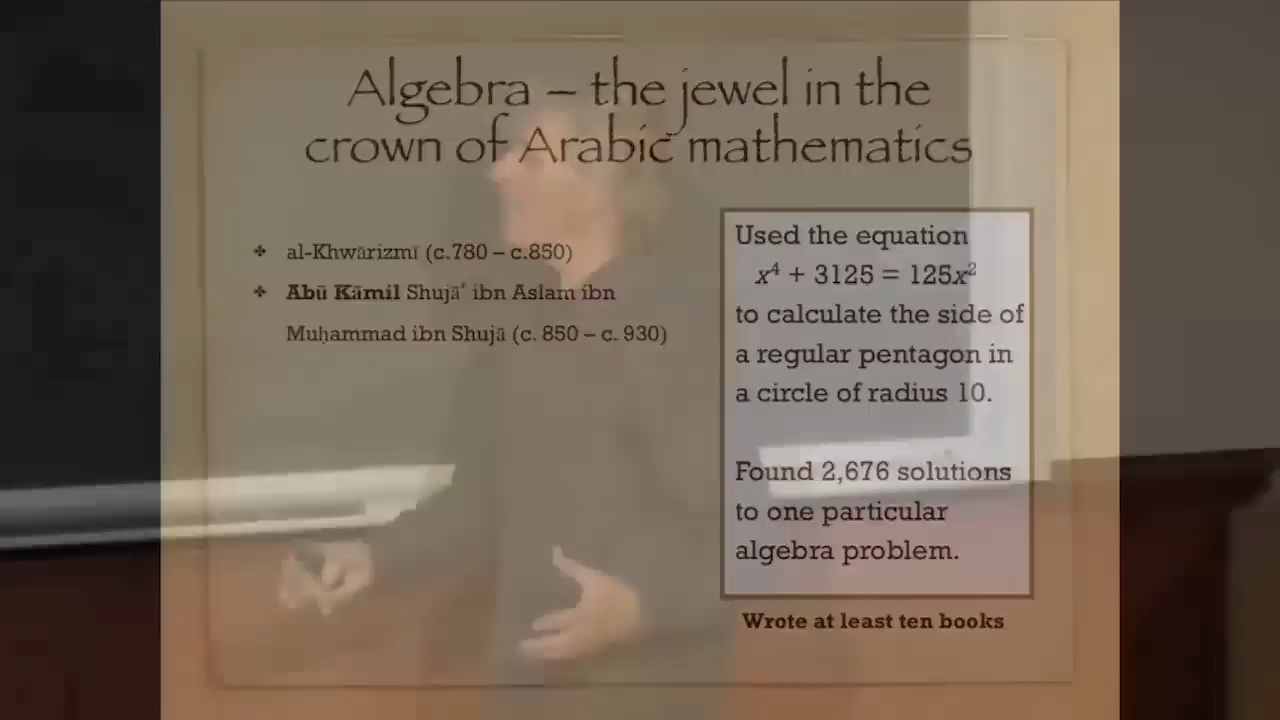 Algebra – the jewel in the
crown of Arabic mathematics
❖ al-Khwārizmī (c.780 – c.850)
❖ Abū Kāmil Shujāʿ ibn Aslam ibn
Muḥammad ibn Shujā (c. 850 – c. 930)
Used the equation
x⁴ + 3125 = 125x²
to calculate the side of
a regular pentagon in
a circle of radius 10.
Found 2,676 solutions
to one particular
algebra problem.
Wrote at least ten books